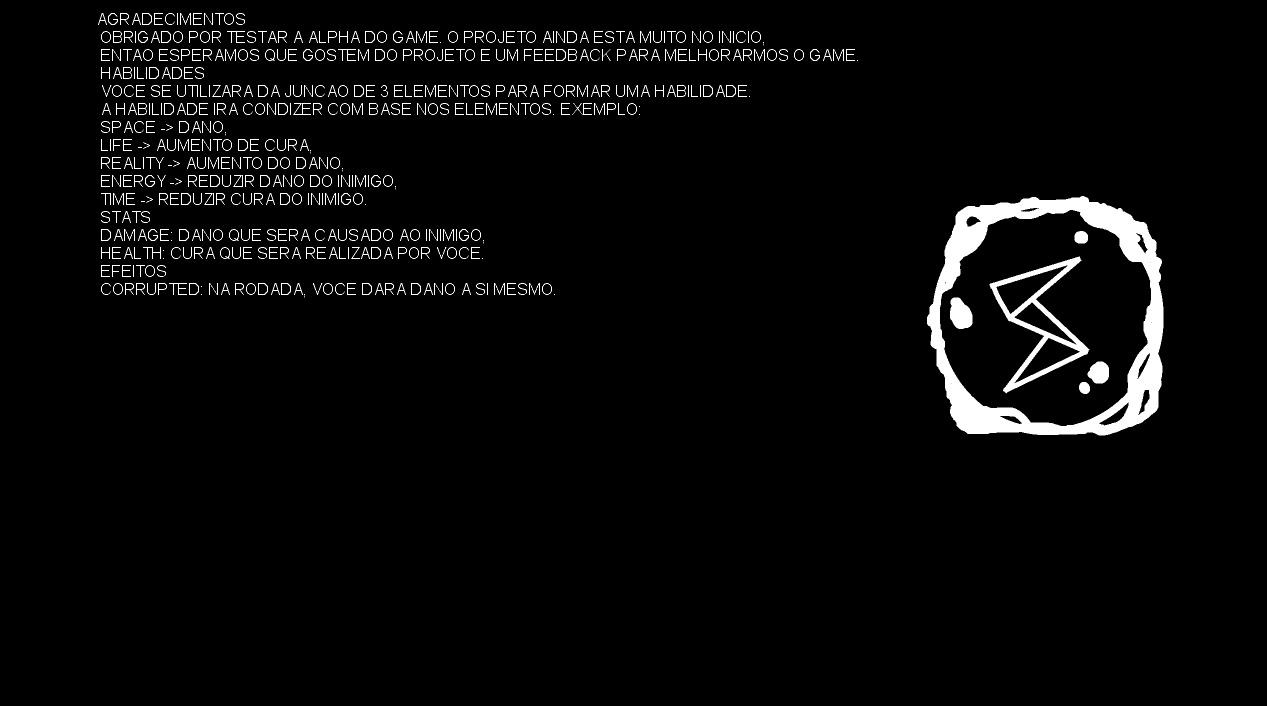 AGRADECIMENTOS
OBRIGADO POR TESTAR A ALPHA DO GAME. O PROJETO AINDA ESTA MUITO NO INICIO,
ENTAO ESPERAMOS QUE GOSTEM DO PROJETO E UM FEEDBACK PARA MELHORARMOS O GAME.
HABILIDADES
VOCE SE UTILIZARA DA JUNCAO DE 3 ELEMENTOS PARA FORMAR UMA HABILIDADE.
A HABILIDADE IRA CONDIZER COM BASE NOS ELEMENTOS. EXEMPLO:
SPACE -> DANO,
LIFE -> AUMENTO DE CURA,
REALITY -> AUMENTO DO DANO,
ENERGY -> REDUZIR DANO DO INIMIGO,
TIME -> REDUZIR CURA DO INIMIGO.
STATS
DAMAGE: DANO QUE SERA CAUSADO AO INIMIGO,
HEALTH: CURA QUE SERA REALIZADA POR VOCE.
EFEITOS
CORRUPTED: NA RODADA, VOCE DARA DANO A SI MESMO.